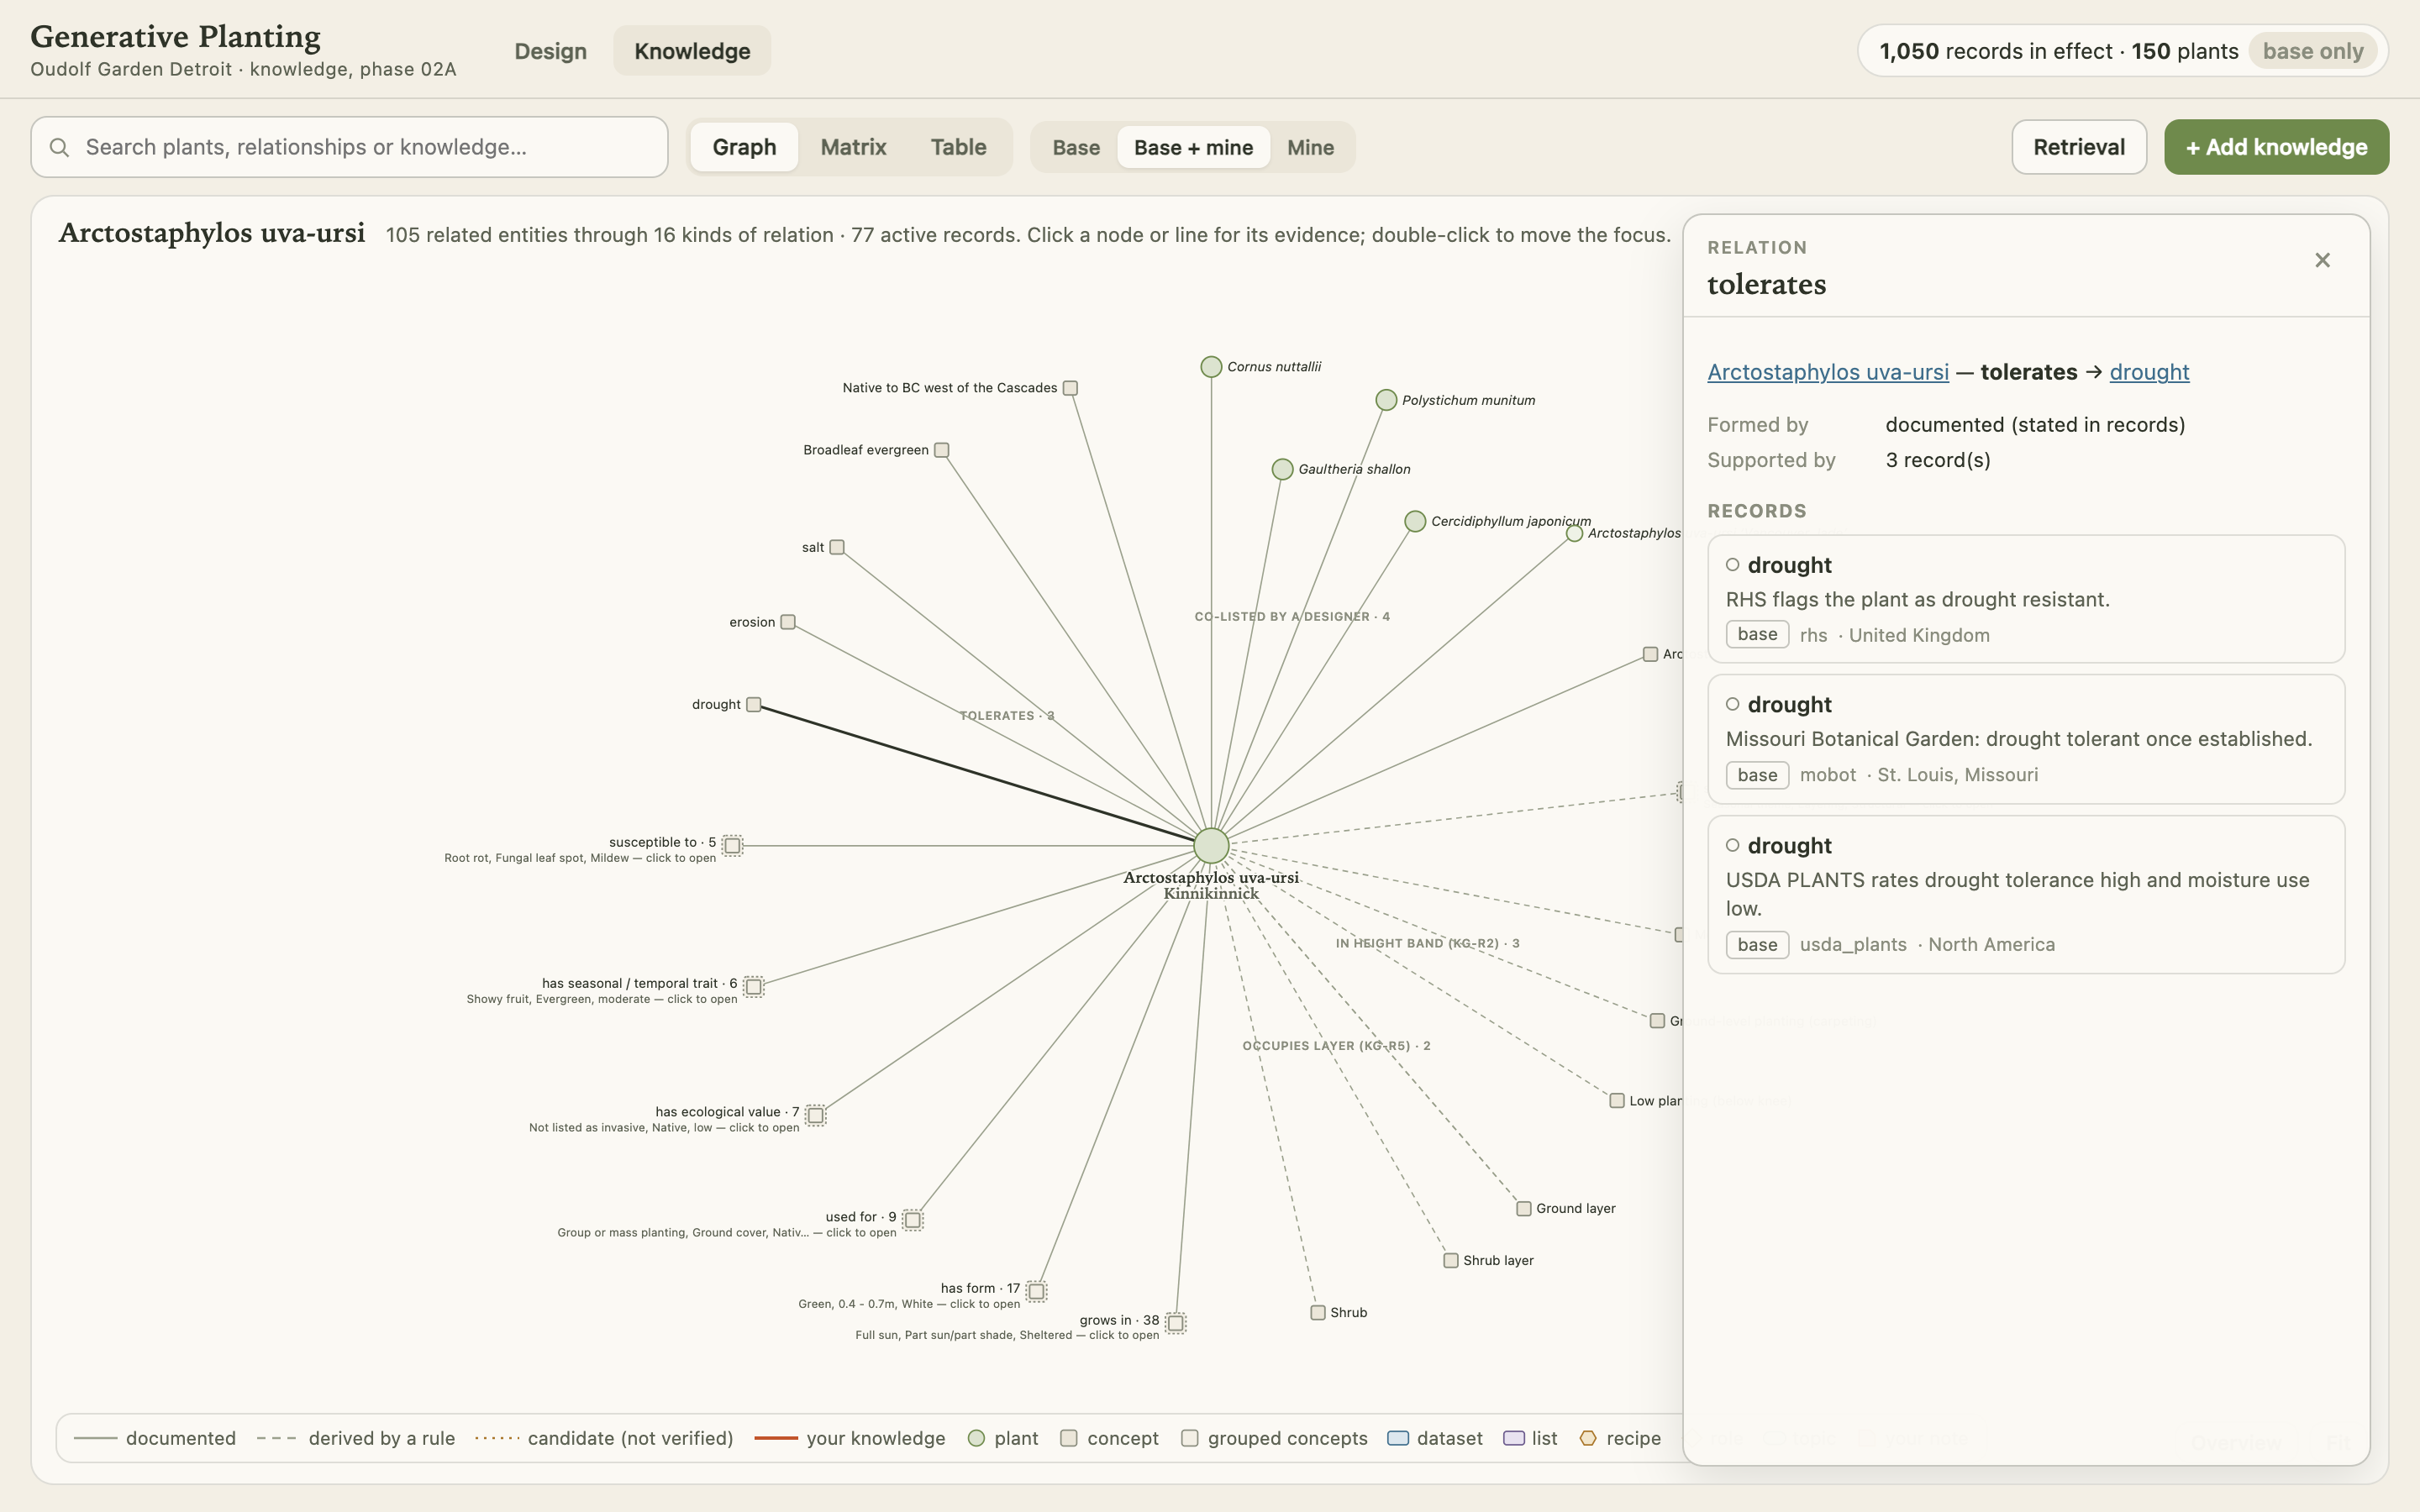 Generative Planting
Oudolf Garden Detroit · knowledge, phase 02A
Design
Knowledge
1,050 records in effect · 150 plants base only
Search plants, relationships or knowledge...
Graph
Matrix
Table
Base
Base + mine
Mine
Retrieval
+ Add knowledge
Arctostaphylos uva-ursi
105 related entities through 16 kinds of relation · 77 active records. Click a node or line for its evidence; double-click to move the focus.
Cornus nuttallii
Native to BC west of the Cascades
Polystichum munitum
Broadleaf evergreen
Gaultheria shallon
Cercidiphyllum japonicum
Arctostaphylos
salt
CO-LISTED BY A DESIGNER · 4
erosion
drought
TOLERATES · 3
susceptible to · 5
Root rot, Fungal leaf spot, Mildew — click to open
Arctostaphylos uva-ursi
Kinnikinnick
IN HEIGHT BAND (KG-R2) · 3
has seasonal / temporal trait · 6
Showy fruit, Evergreen, moderate — click to open
OCCUPIES LAYER (KG-R5) · 2
Low
has ecological value · 7
Not listed as invasive, Native, low — click to open
Ground layer
used for · 9
Group or mass planting, Ground cover, Nativ... — click to open
Shrub layer
has form · 17
Green, 0.4 - 0.7m, White — click to open
Shrub
grows in · 38
Full sun, Part sun/part shade, Sheltered — click to open
documented
derived by a rule
candidate (not verified)
your knowledge
plant
concept
grouped concepts
dataset
list
recipe
RELATION
×
tolerates
Arctostaphylos uva-ursi — tolerates → drought
Formed by documented (stated in records)
Supported by 3 record(s)
RECORDS
drought
RHS flags the plant as drought resistant.
base rhs · United Kingdom
drought
Missouri Botanical Garden: drought tolerant once established.
base mobot · St. Louis, Missouri
drought
USDA PLANTS rates drought tolerance high and moisture use
low.
base usda_plants · North America
Overview
Fit